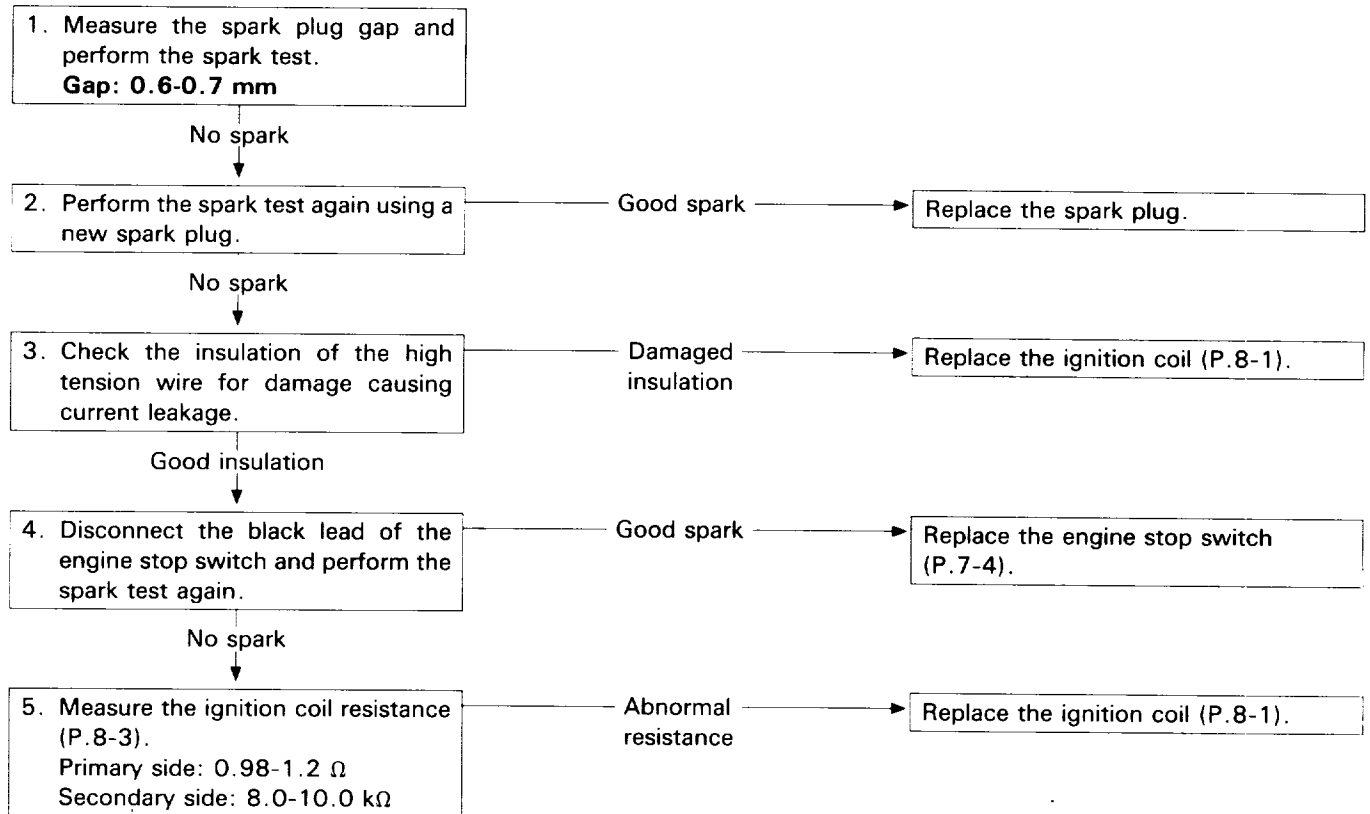 1. Measure the spark plug gap and
perform the spark test.
Gap: 0.6-0.7 mm
No spark
2. Perform the spark test again using a
new spark plug.
Good spark
Replace the spark plug.
No spark
3. Check the insulation of the high
tension wire for damage causing
current leakage.
Damaged
insulation
Replace the ignition coil (P.8-1).
Good insulation
4. Disconnect the black lead of the
engine stop switch and perform the
spark test again.
Good spark
Replace the engine stop switch
(P.7-4).
No spark
5. Measure the ignition coil resistance
(P.8-3).
Primary side: 0.98-1.2 Ω
Secondary side: 8.0-10.0 kΩ
Abnormal
resistance
Replace the ignition coil (P.8-1).